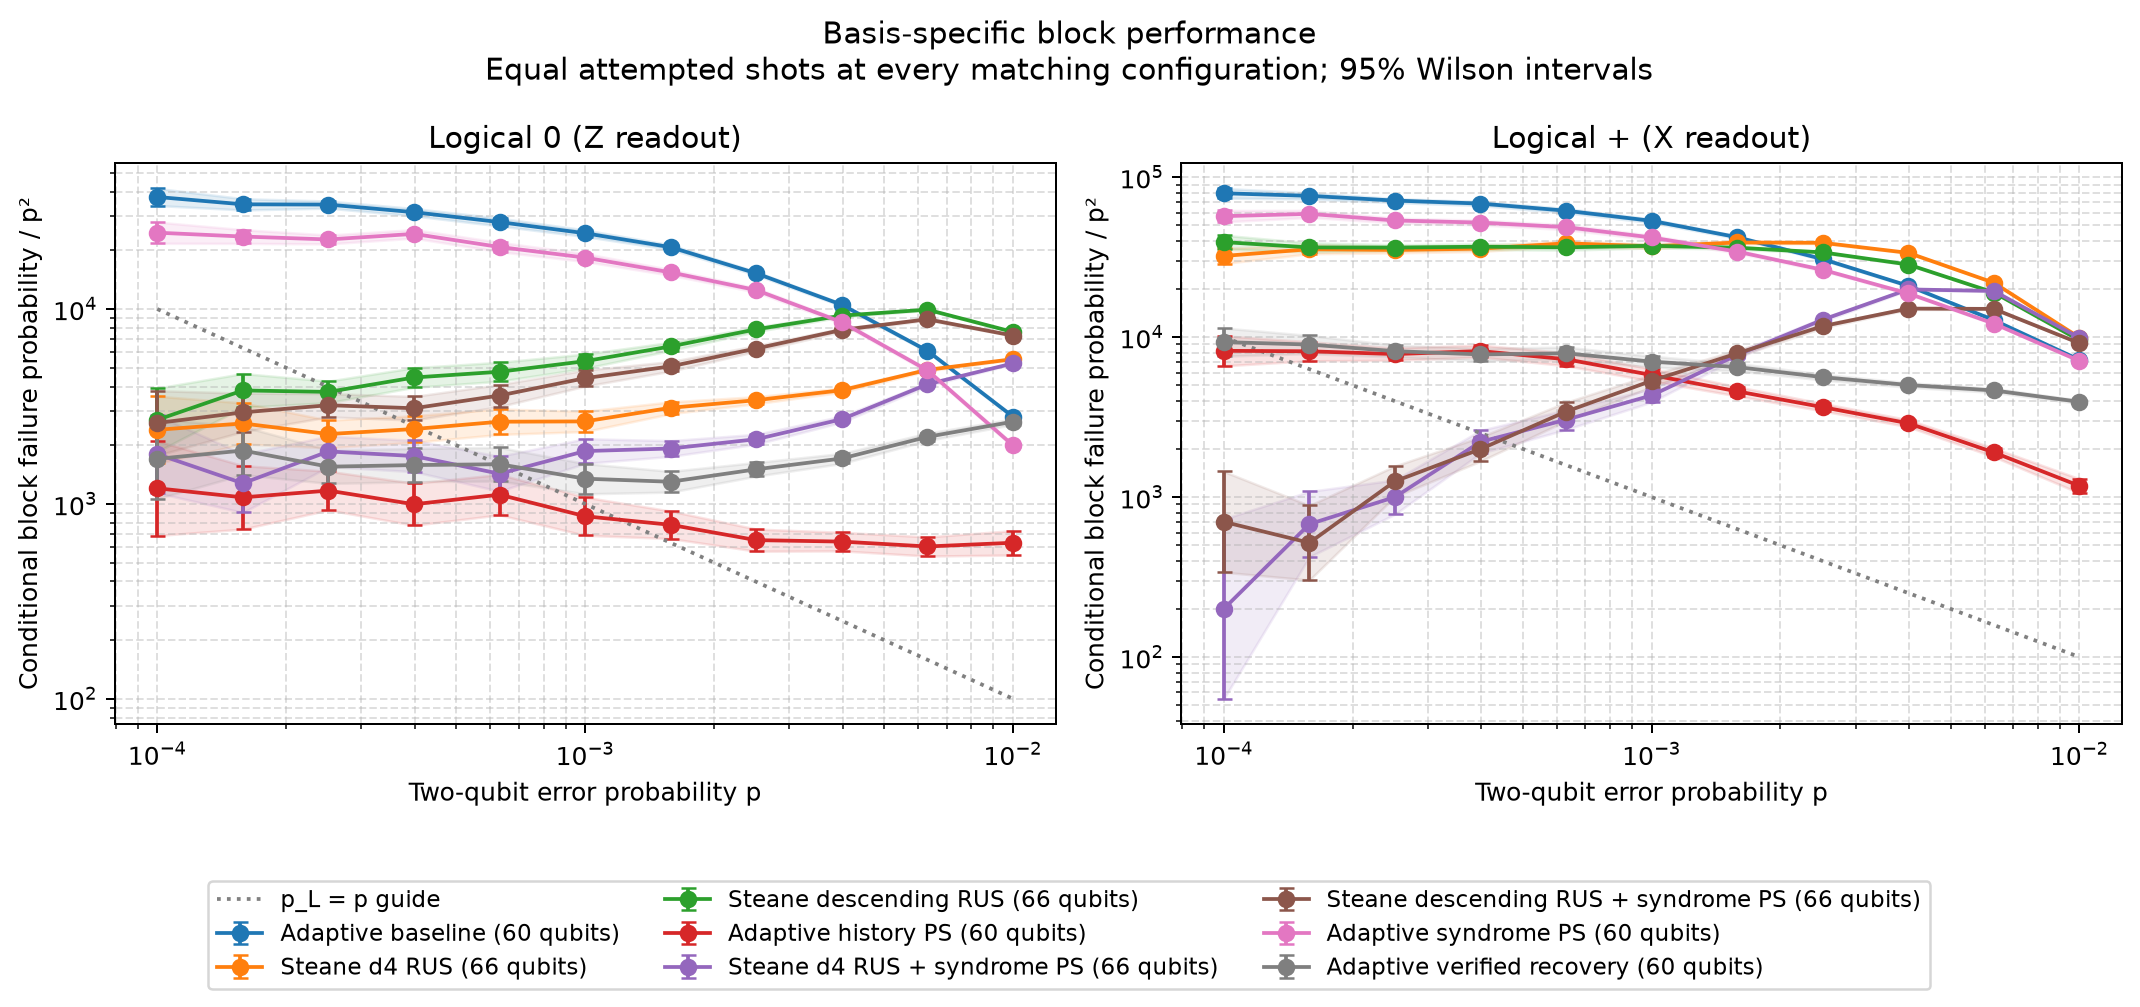 Basis-specific block performance
Equal attempted shots at every matching configuration; 95% Wilson intervals
Logical 0 (Z readout)
Conditional block failure probability / p²
10⁴
10³
10²
10⁻⁴
10⁻³
10⁻²
Two-qubit error probability p
Logical + (X readout)
Conditional block failure probability / p²
10⁵
10⁴
10³
10²
10⁻⁴
10⁻³
10⁻²
Two-qubit error probability p
p_L = p guide
Adaptive baseline (60 qubits)
Steane d4 RUS (66 qubits)
Steane descending RUS (66 qubits)
Adaptive history PS (60 qubits)
Steane d4 RUS + syndrome PS (66 qubits)
Steane descending RUS + syndrome PS (66 qubits)
Adaptive syndrome PS (60 qubits)
Adaptive verified recovery (60 qubits)